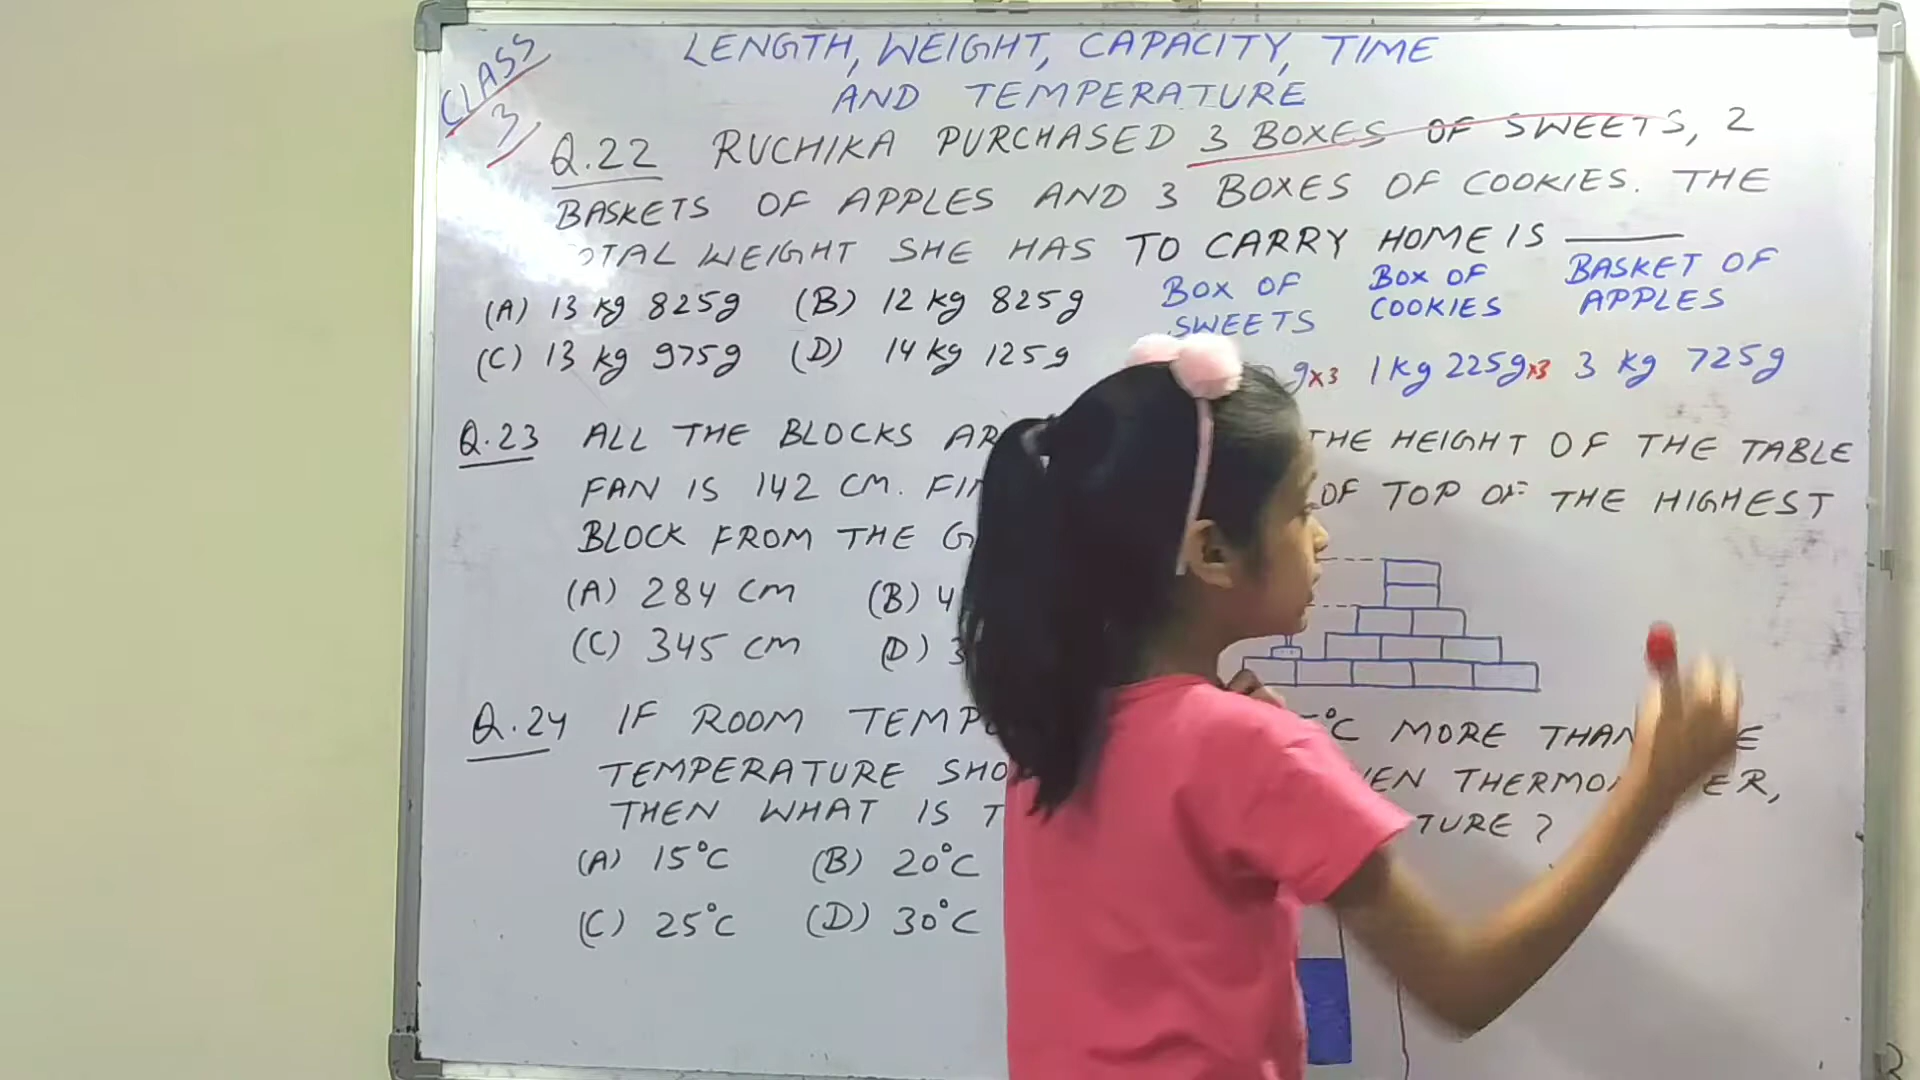 CLASS
3
LENGTH, WEIGHT, CAPACITY, TIME
AND TEMPERATURE
Q.22 RUCHIKA PURCHASED 3 BOXES OF SWEETS, 2
BASKETS OF APPLES AND 3 BOXES OF COOKIES. THE
OTAL WEIGHT SHE HAS TO CARRY HOME IS ____
(A) 13 kg 825g (B) 12 kg 825g
(C) 13 kg 975g (D) 14 kg 125g
BOX OF
SWEETS
BOX OF
COOKIES
BASKET OF
APPLES
g×3 1 kg 225g×3 3 kg 725g
Q.23 ALL THE BLOCKS AR THE HEIGHT OF THE TABLE
FAN IS 142 CM. FI OF TOP OF THE HIGHEST
BLOCK FROM THE G
(A) 284 cm (B) 4
(C) 345 cm (D) 3
Q.24 IF ROOM TEMP °C MORE THAN E
TEMPERATURE SHO EN THERMO ER,
THEN WHAT IS T TURE ?
(A) 15°C (B) 20°C
(C) 25°C (D) 30°C